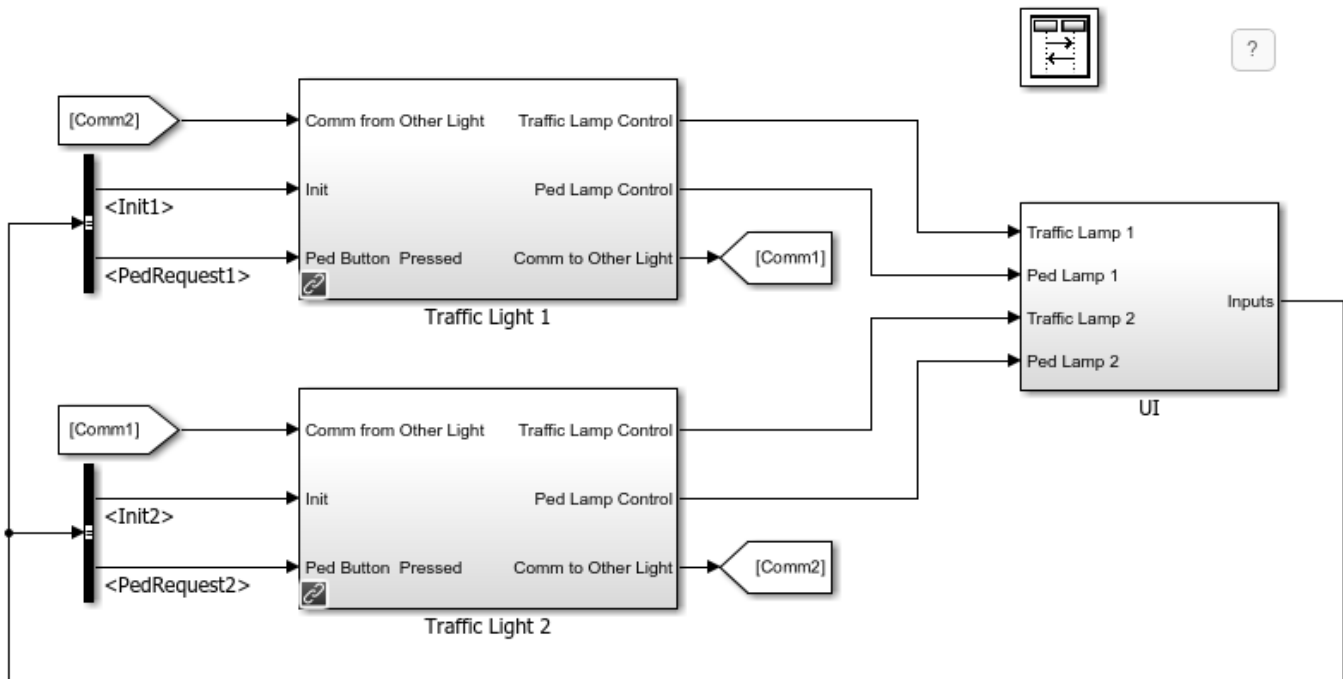 ?
[Comm2]
Comm from Other Light
Traffic Lamp Control
Init
Ped Lamp Control
<Init1>
Ped Button  Pressed
Comm to Other Light
[Comm1]
<PedRequest1>
Traffic Light 1
Traffic Lamp 1
Ped Lamp 1
Inputs
Traffic Lamp 2
Ped Lamp 2
UI
[Comm1]
Comm from Other Light
Traffic Lamp Control
Init
Ped Lamp Control
<Init2>
Ped Button  Pressed
Comm to Other Light
[Comm2]
<PedRequest2>
Traffic Light 2